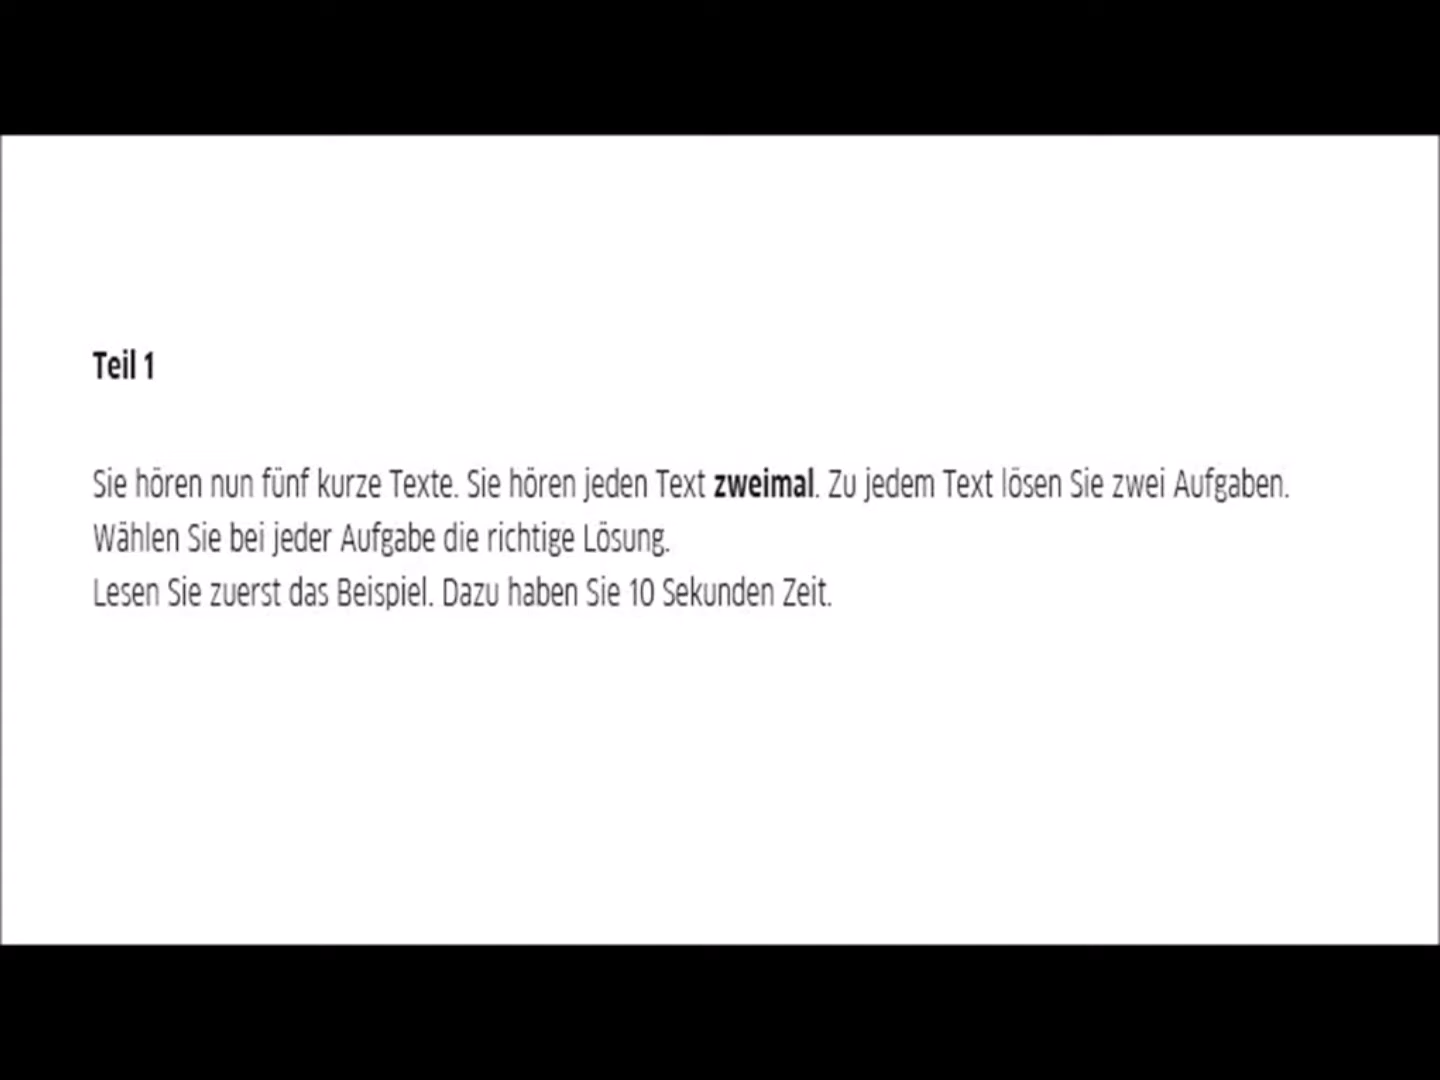 Teil 1
Sie hören nun fünf kurze Texte. Sie hören jeden Text zweimal. Zu jedem Text lösen Sie zwei Aufgaben.
Wählen Sie bei jeder Aufgabe die richtige Lösung.
Lesen Sie zuerst das Beispiel. Dazu haben Sie 10 Sekunden Zeit.